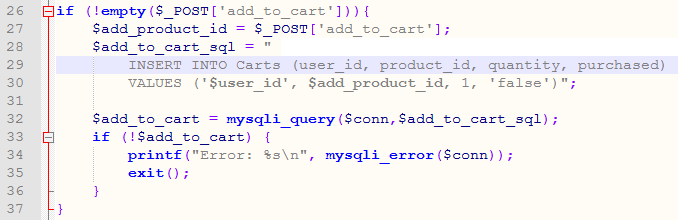 26 if (!empty($_POST['add_to_cart'])){
27 $add_product_id = $_POST['add_to_cart'];
28 $add_to_cart_sql = "
29 INSERT INTO Carts (user_id, product_id, quantity, purchased)
30 VALUES ('$user_id', $add_product_id, 1, 'false')";
31
32 $add_to_cart = mysqli_query($conn,$add_to_cart_sql);
33 if (!$add_to_cart) {
34 printf("Error: %s\n", mysqli_error($conn));
35 exit();
36 }
37 }